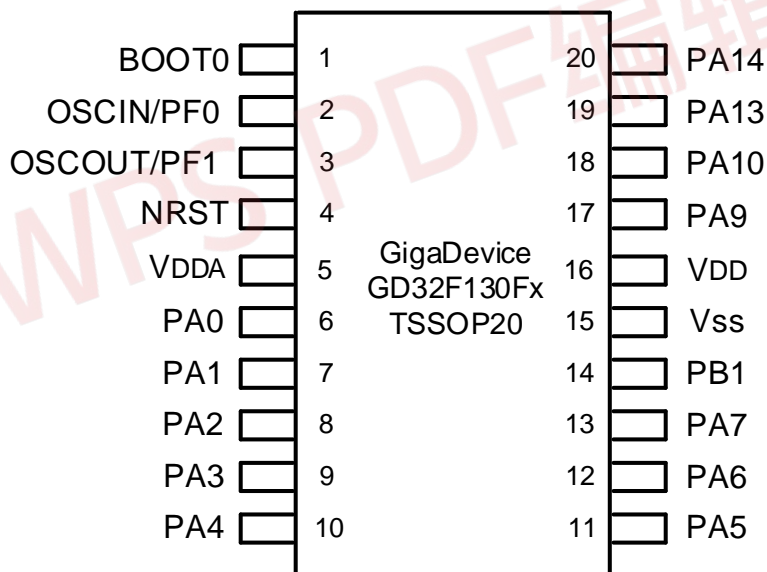 BOOT0 1 20 PA14
OSCIN/PF0 2 19 PA13
OSCOUT/PF1 3 18 PA10
NRST 4 17 PA9
VDDA 5 16 VDD
PA0 6 15 Vss
PA1 7 14 PB1
PA2 8 13 PA7
PA3 9 12 PA6
PA4 10 11 PA5
GigaDevice
GD32F130Fx
TSSOP20
WPS PDF编辑